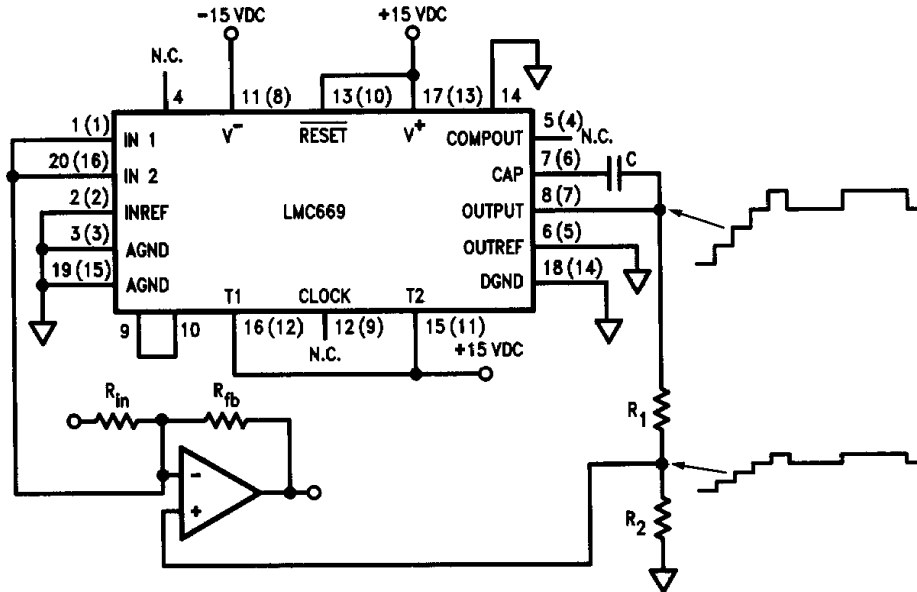 -15 VDC
+15 VDC
N.C.
4
11 (8)
13 (10)
17 (13)
14
1 (1)
IN 1
V⁻
RESET
V⁺
COMPOUT
5 (4)
N.C.
20 (16)
IN 2
CAP
7 (6)
C
2 (2)
INREF
LMC669
OUTPUT
8 (7)
3 (3)
AGND
OUTREF
6 (5)
19 (15)
AGND
DGND
18 (14)
T1
CLOCK
T2
9
10
16 (12)
12 (9)
15 (11)
N.C.
+15 VDC
Rin
Rfb
R1
-
+
R2